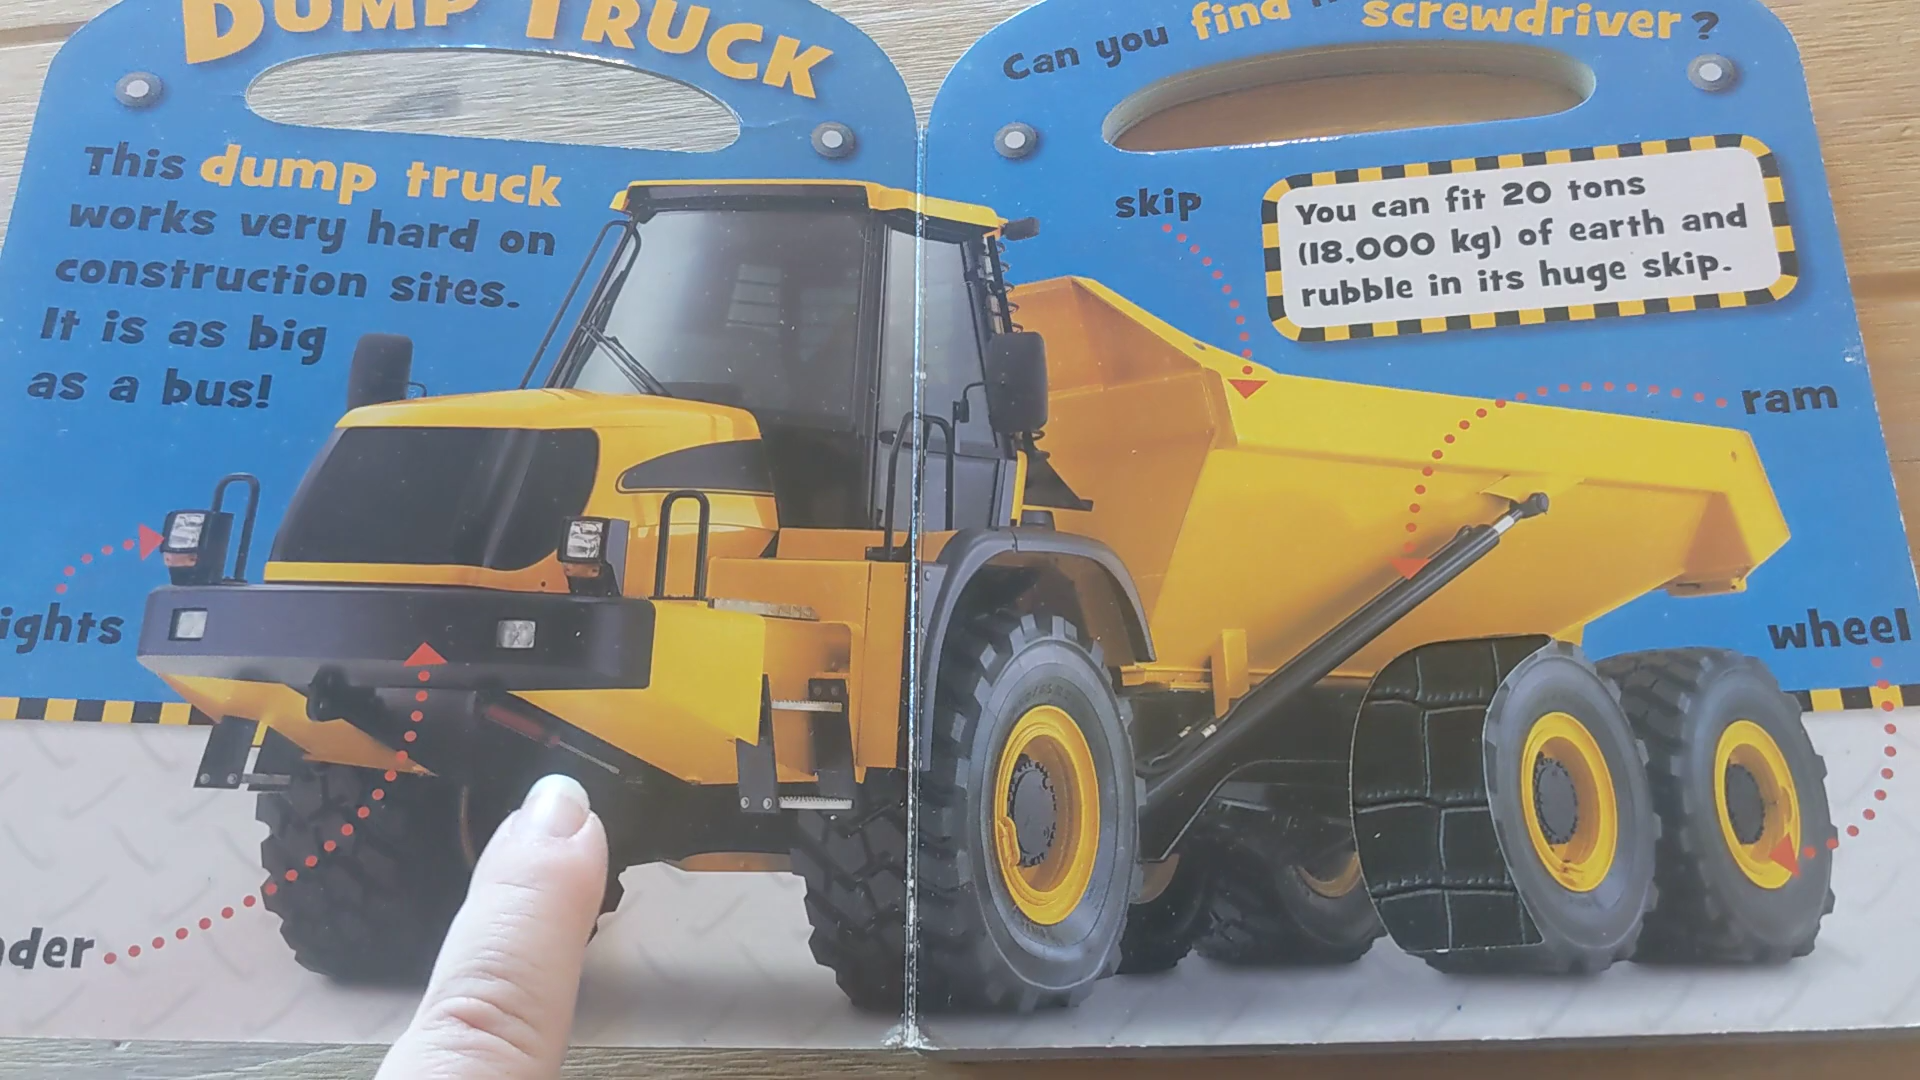 DUMP TRUCK
This dump truck
works very hard on
construction sites.
It is as big
as a bus!
ights
der
Can you find
screwdriver?
skip
You can fit 20 tons
(18,000 kg) of earth and
rubble in its huge skip.
ram
wheel